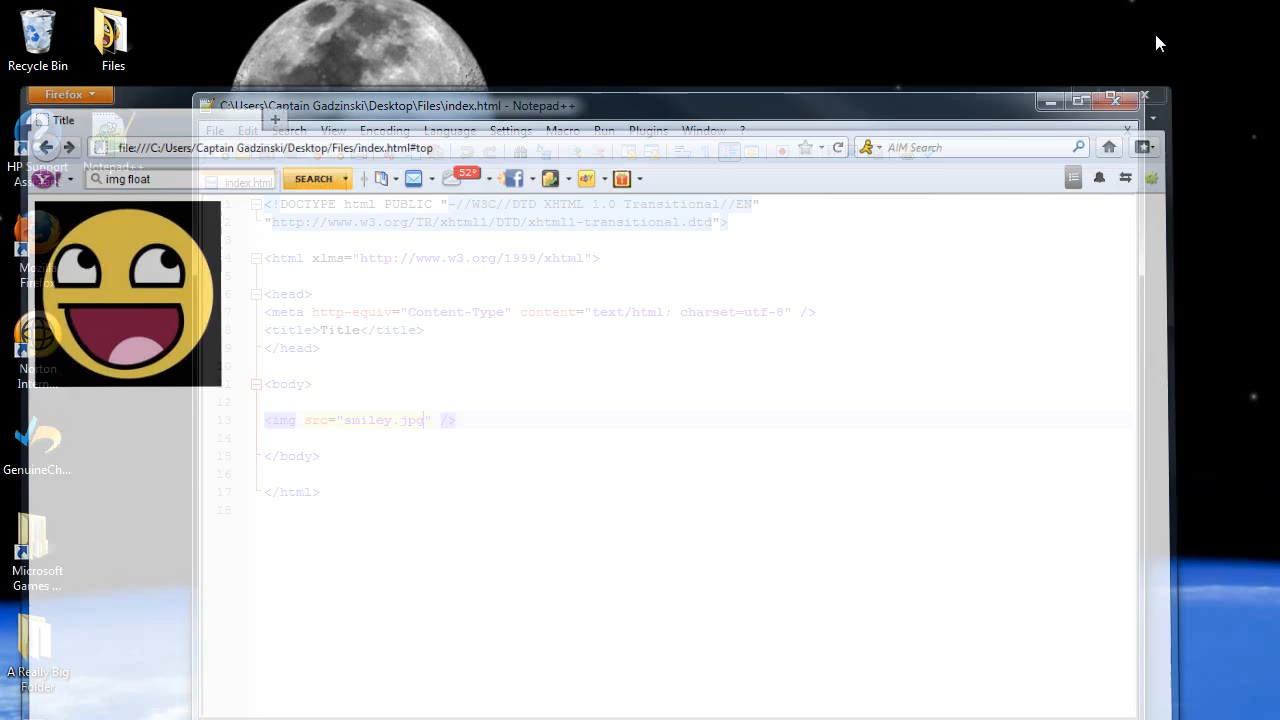 Recycle Bin
Files
Firefox
C:\Users\Captain Gadzinski\Desktop\Files\index.html - Notepad++
Title
File Edit Search View Encoding Language Settings Macro Run Plugins Window ? X
file:///C:/Users/Captain Gadzinski/Desktop/Files/index.html#top
AIM Search
HP Support
Assist...
Notepad++
img float
index.html
SEARCH
52°
1 <!DOCTYPE html PUBLIC "-//W3C//DTD XHTML 1.0 Transitional//EN"
2 "http://www.w3.org/TR/xhtml1/DTD/xhtml1-transitional.dtd">
3
4 <html xlms="http://www.w3.org/1999/xhtml">
5
6 <head>
7 <meta http-equiv="Content-Type" content="text/html; charset=utf-8" />
8 <title>Title</title>
9 </head>
10
11 <body>
12
13 <img src="smiley.jpg" />
14
15 </body>
16
17 </html>
18
Mozilla
Firefox
Norton
Intern...
GenuineCh...
Microsoft
Games ...
A Really Big
Folder